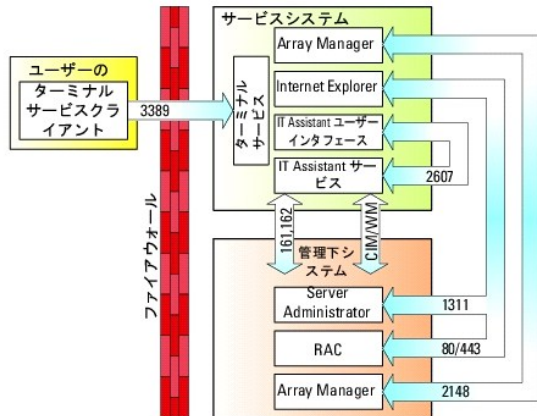 サービスシステム
Array Manager
ユーザーの
ターミナル
サービスクラ
イアント
3389
ターミナル
サービス
Internet Explorer
IT Assistant ユーザー
インタフェース
IT Assistant サー
ビス
2607
ファイアウォール
161,162
CIM/WM
管理下シ
ステム
Server
Administrator
1311
RAC
80/443
Array Manager
2148